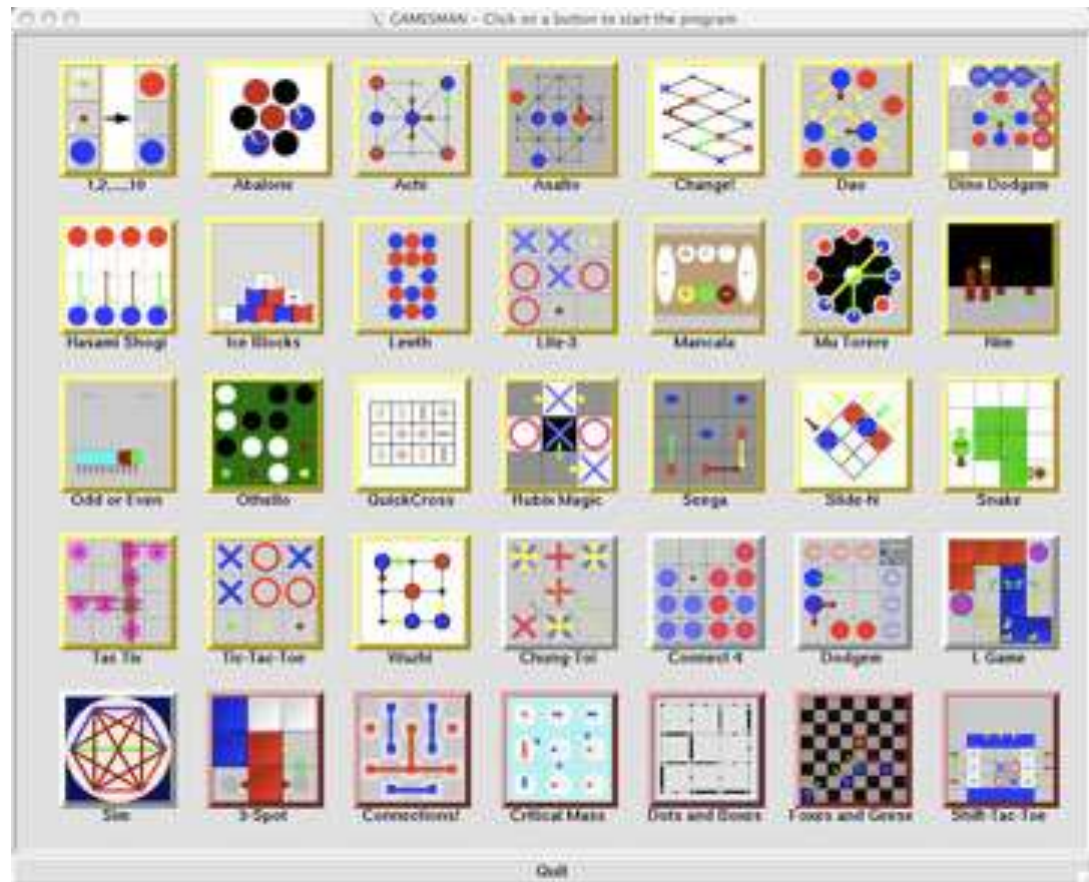 GAMESMAN - Click on a button to start the program
1,2,...,10 Abalone Achi Asalto Change! Dao Dino Dodgem
Hasami Shogi Ice Blocks Lewth Lite-3 Mancala Mu Torere Nim
Odd or Even Othello QuickCross Rubix Magic Seega Slide-N Snake
Tac Tix Tic-Tac-Toe Wuzhi Chung-Toi Connect 4 Dodgem L Game
Sim 3-Spot Connections! Critical Mass Dots and Boxes Foxes and Geese Shift-Tac-Toe
Quit